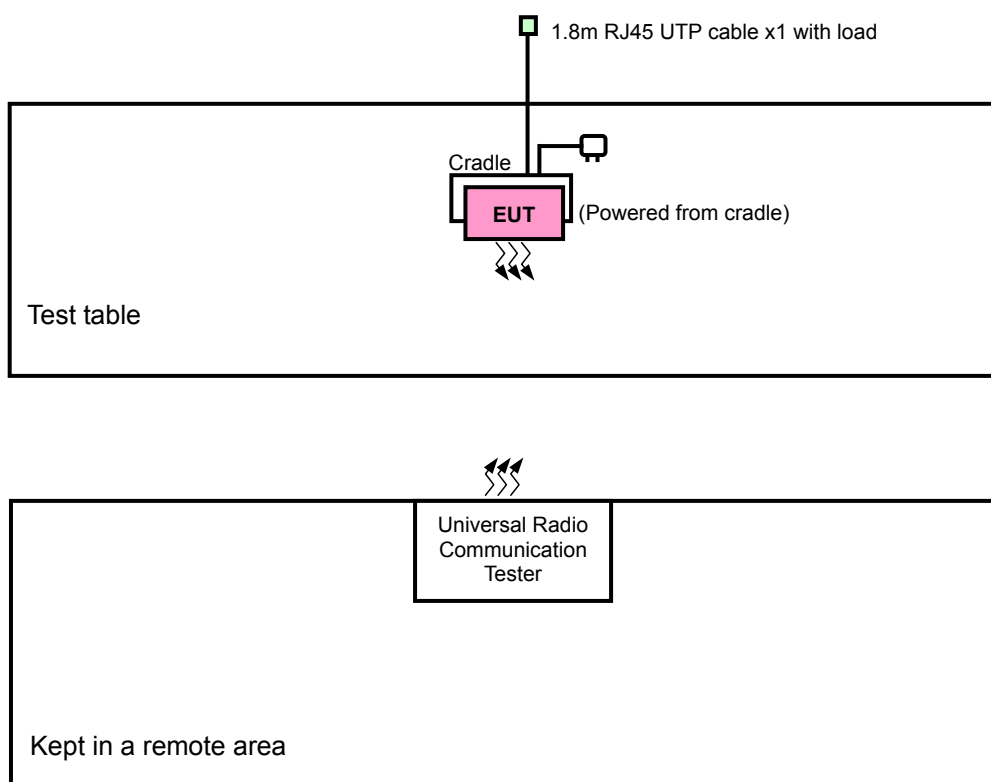 1.8m RJ45 UTP cable x1 with load
Cradle
EUT
(Powered from cradle)
Test table
Universal Radio
Communication
Tester
Kept in a remote area